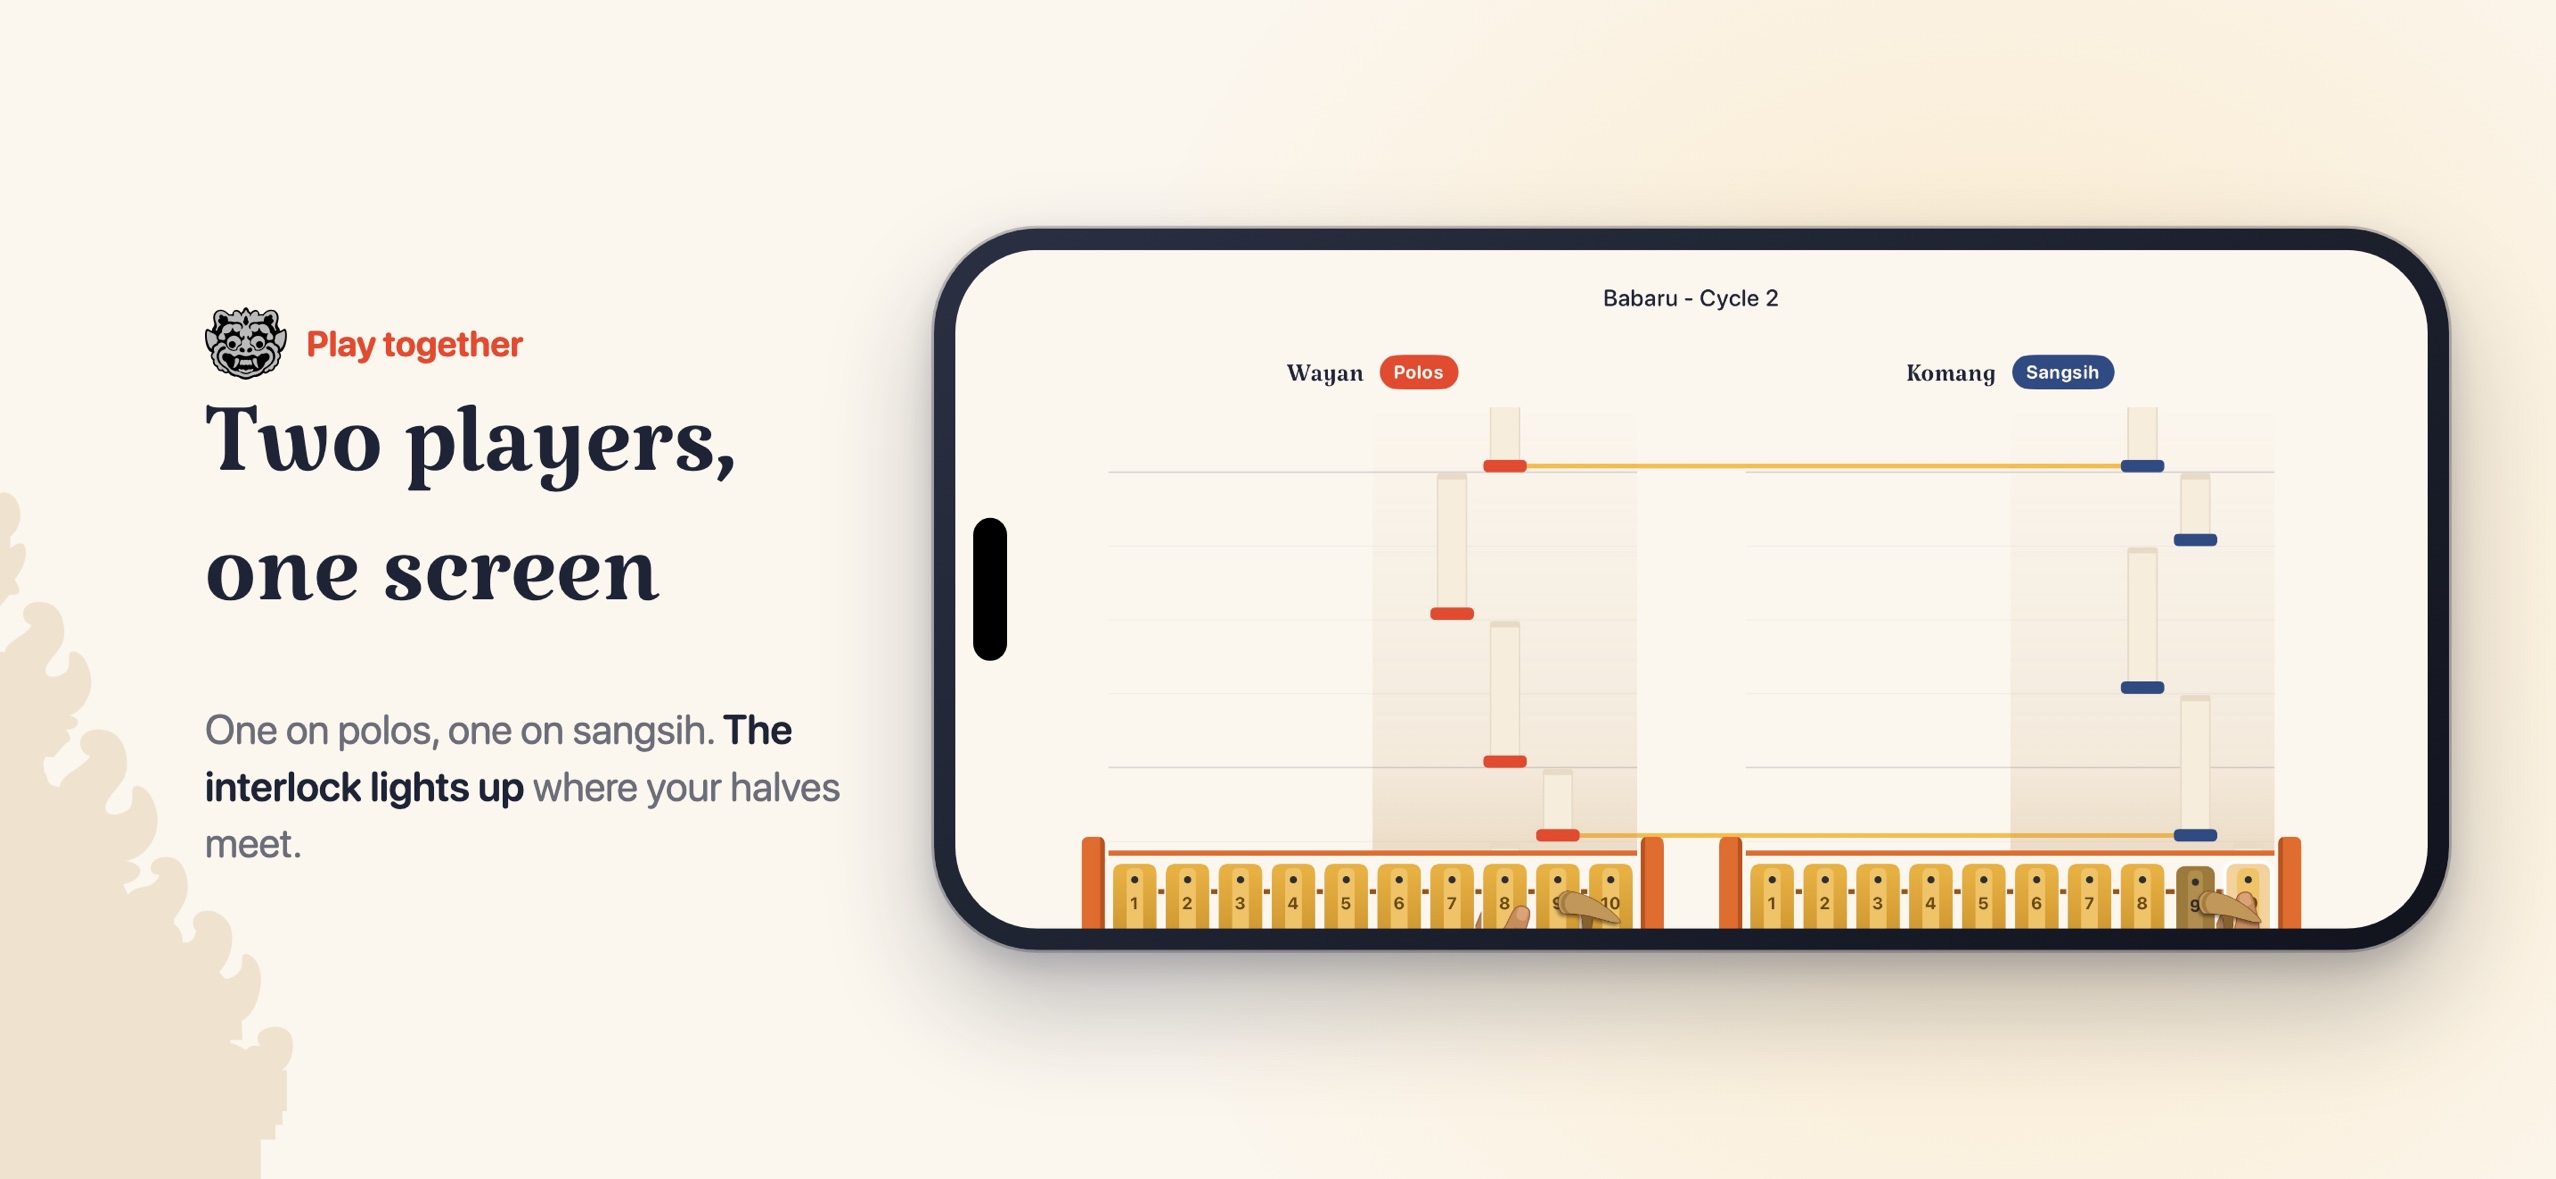 Play together
Two players,
one screen
One on polos, one on sangsih. The
interlock lights up where your halves
meet.
Babaru - Cycle 2
Wayan Polos
Komang Sangsih
1 2 3 4 5 6 7 8 9 10
1 2 3 4 5 6 7 8 9